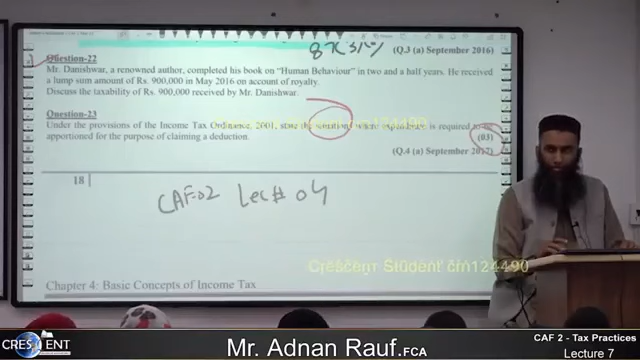 (Q.3 (a) September 2016)
Question-22
Mr. Danishwar, a renowned author, completed his book on "Human Behaviour" in two and a half years. He received
a lump sum amount of Rs. 900,000 in May 2016 on account of royalty.
Discuss the taxability of Rs. 900,000 received by Mr. Danishwar.
Question-23
Under the provisions of the Income Tax Ordinance, 2001, state the situations where expenditure is required to be
apportioned for the purpose of claiming a deduction.
(03)
(Q.4 (a) September 2017)
18
CAF-02 Lec# 04
Crescent Student crn124490
Chapter 4: Basic Concepts of Income Tax
CRESCENT
Mr. Adnan Rauf.FCA
CAF 2 - Tax Practices
Lecture 7